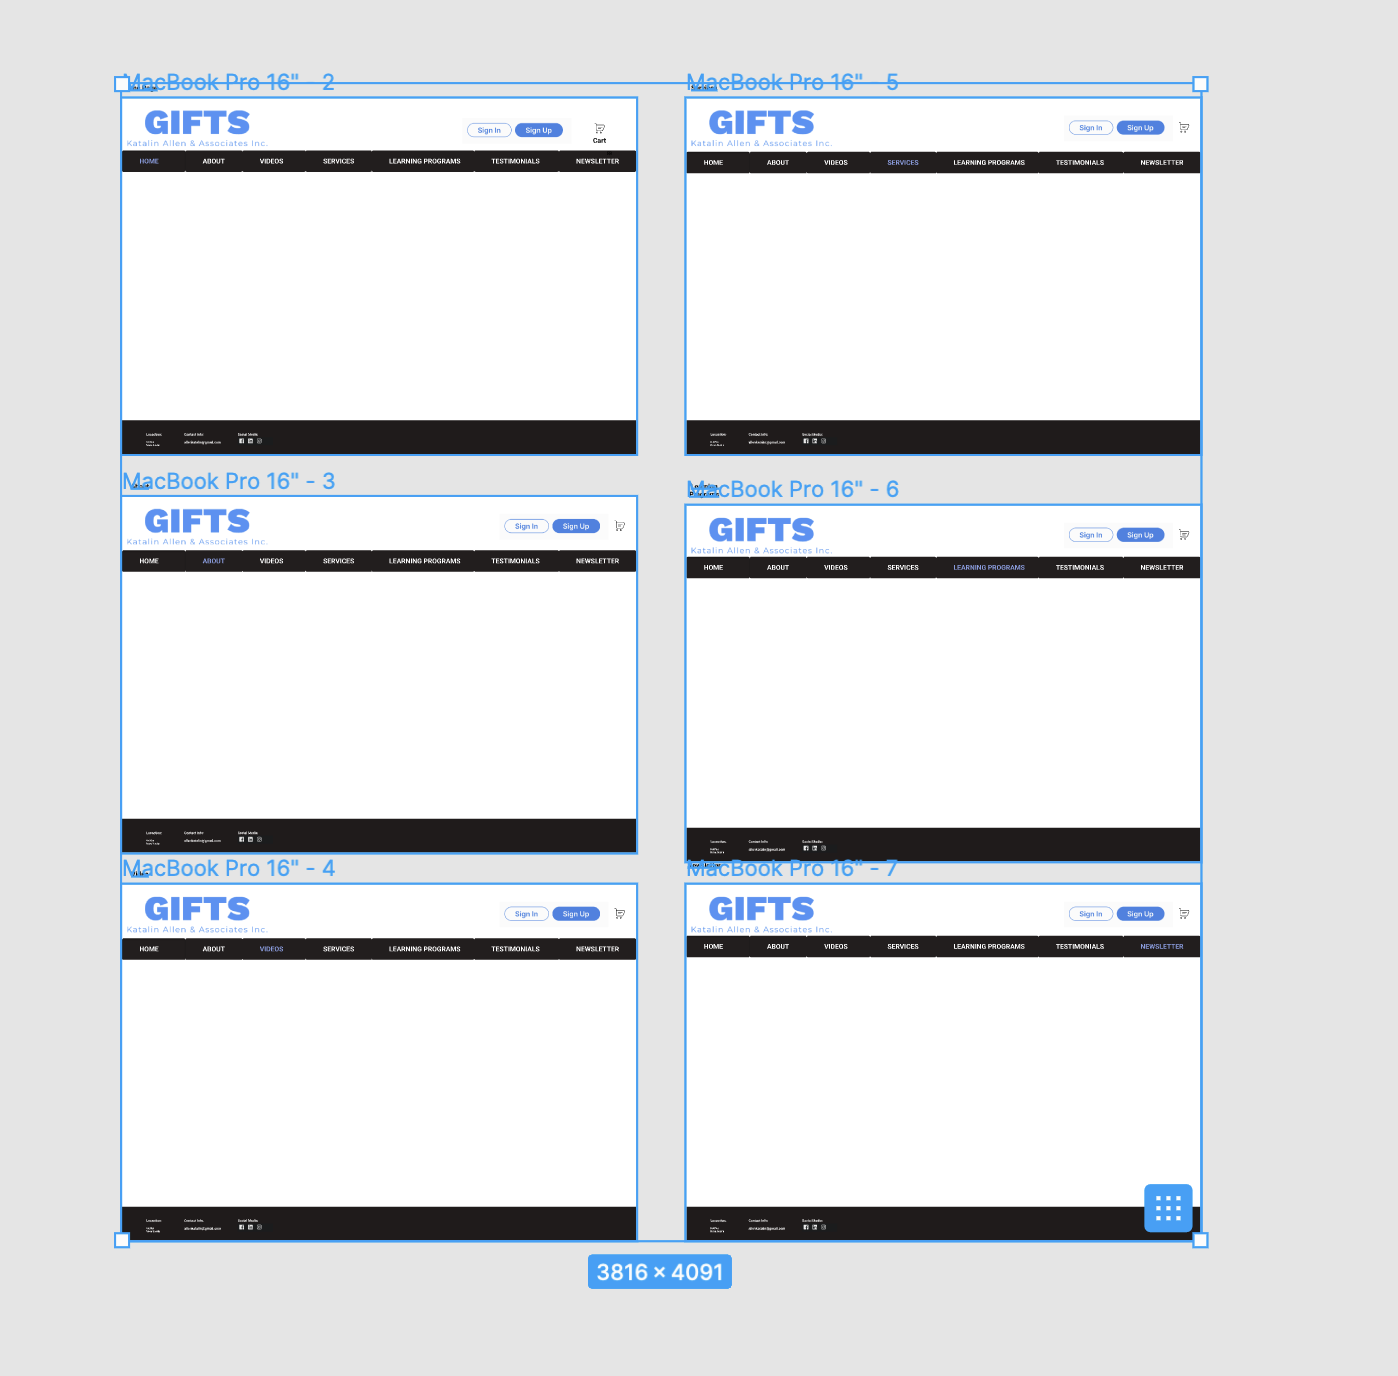 MacBook Pro 16" - 2
GIFTS
Katalin Allen & Associates Inc.
Sign In
Sign Up
Cart
HOME
ABOUT
VIDEOS
SERVICES
LEARNING PROGRAMS
TESTIMONIALS
NEWSLETTER
Location:
Contact Info:
Social Media:
MacBook Pro 16" - 5
GIFTS
Katalin Allen & Associates Inc.
Sign In
Sign Up
HOME
ABOUT
VIDEOS
SERVICES
LEARNING PROGRAMS
TESTIMONIALS
NEWSLETTER
Location:
Contact Info:
Social Media:
MacBook Pro 16" - 3
GIFTS
Katalin Allen & Associates Inc.
Sign In
Sign Up
HOME
ABOUT
VIDEOS
SERVICES
LEARNING PROGRAMS
TESTIMONIALS
NEWSLETTER
Location:
Contact Info:
Social Media:
MacBook Pro 16" - 6
GIFTS
Katalin Allen & Associates Inc.
Sign In
Sign Up
HOME
ABOUT
VIDEOS
SERVICES
LEARNING PROGRAMS
TESTIMONIALS
NEWSLETTER
Location:
Contact Info:
Social Media:
MacBook Pro 16" - 4
GIFTS
Katalin Allen & Associates Inc.
Sign In
Sign Up
HOME
ABOUT
VIDEOS
SERVICES
LEARNING PROGRAMS
TESTIMONIALS
NEWSLETTER
Location:
Contact Info:
Social Media:
MacBook Pro 16" - 7
GIFTS
Katalin Allen & Associates Inc.
Sign In
Sign Up
HOME
ABOUT
VIDEOS
SERVICES
LEARNING PROGRAMS
TESTIMONIALS
NEWSLETTER
Location:
Contact Info:
Social Media:
3816 × 4091